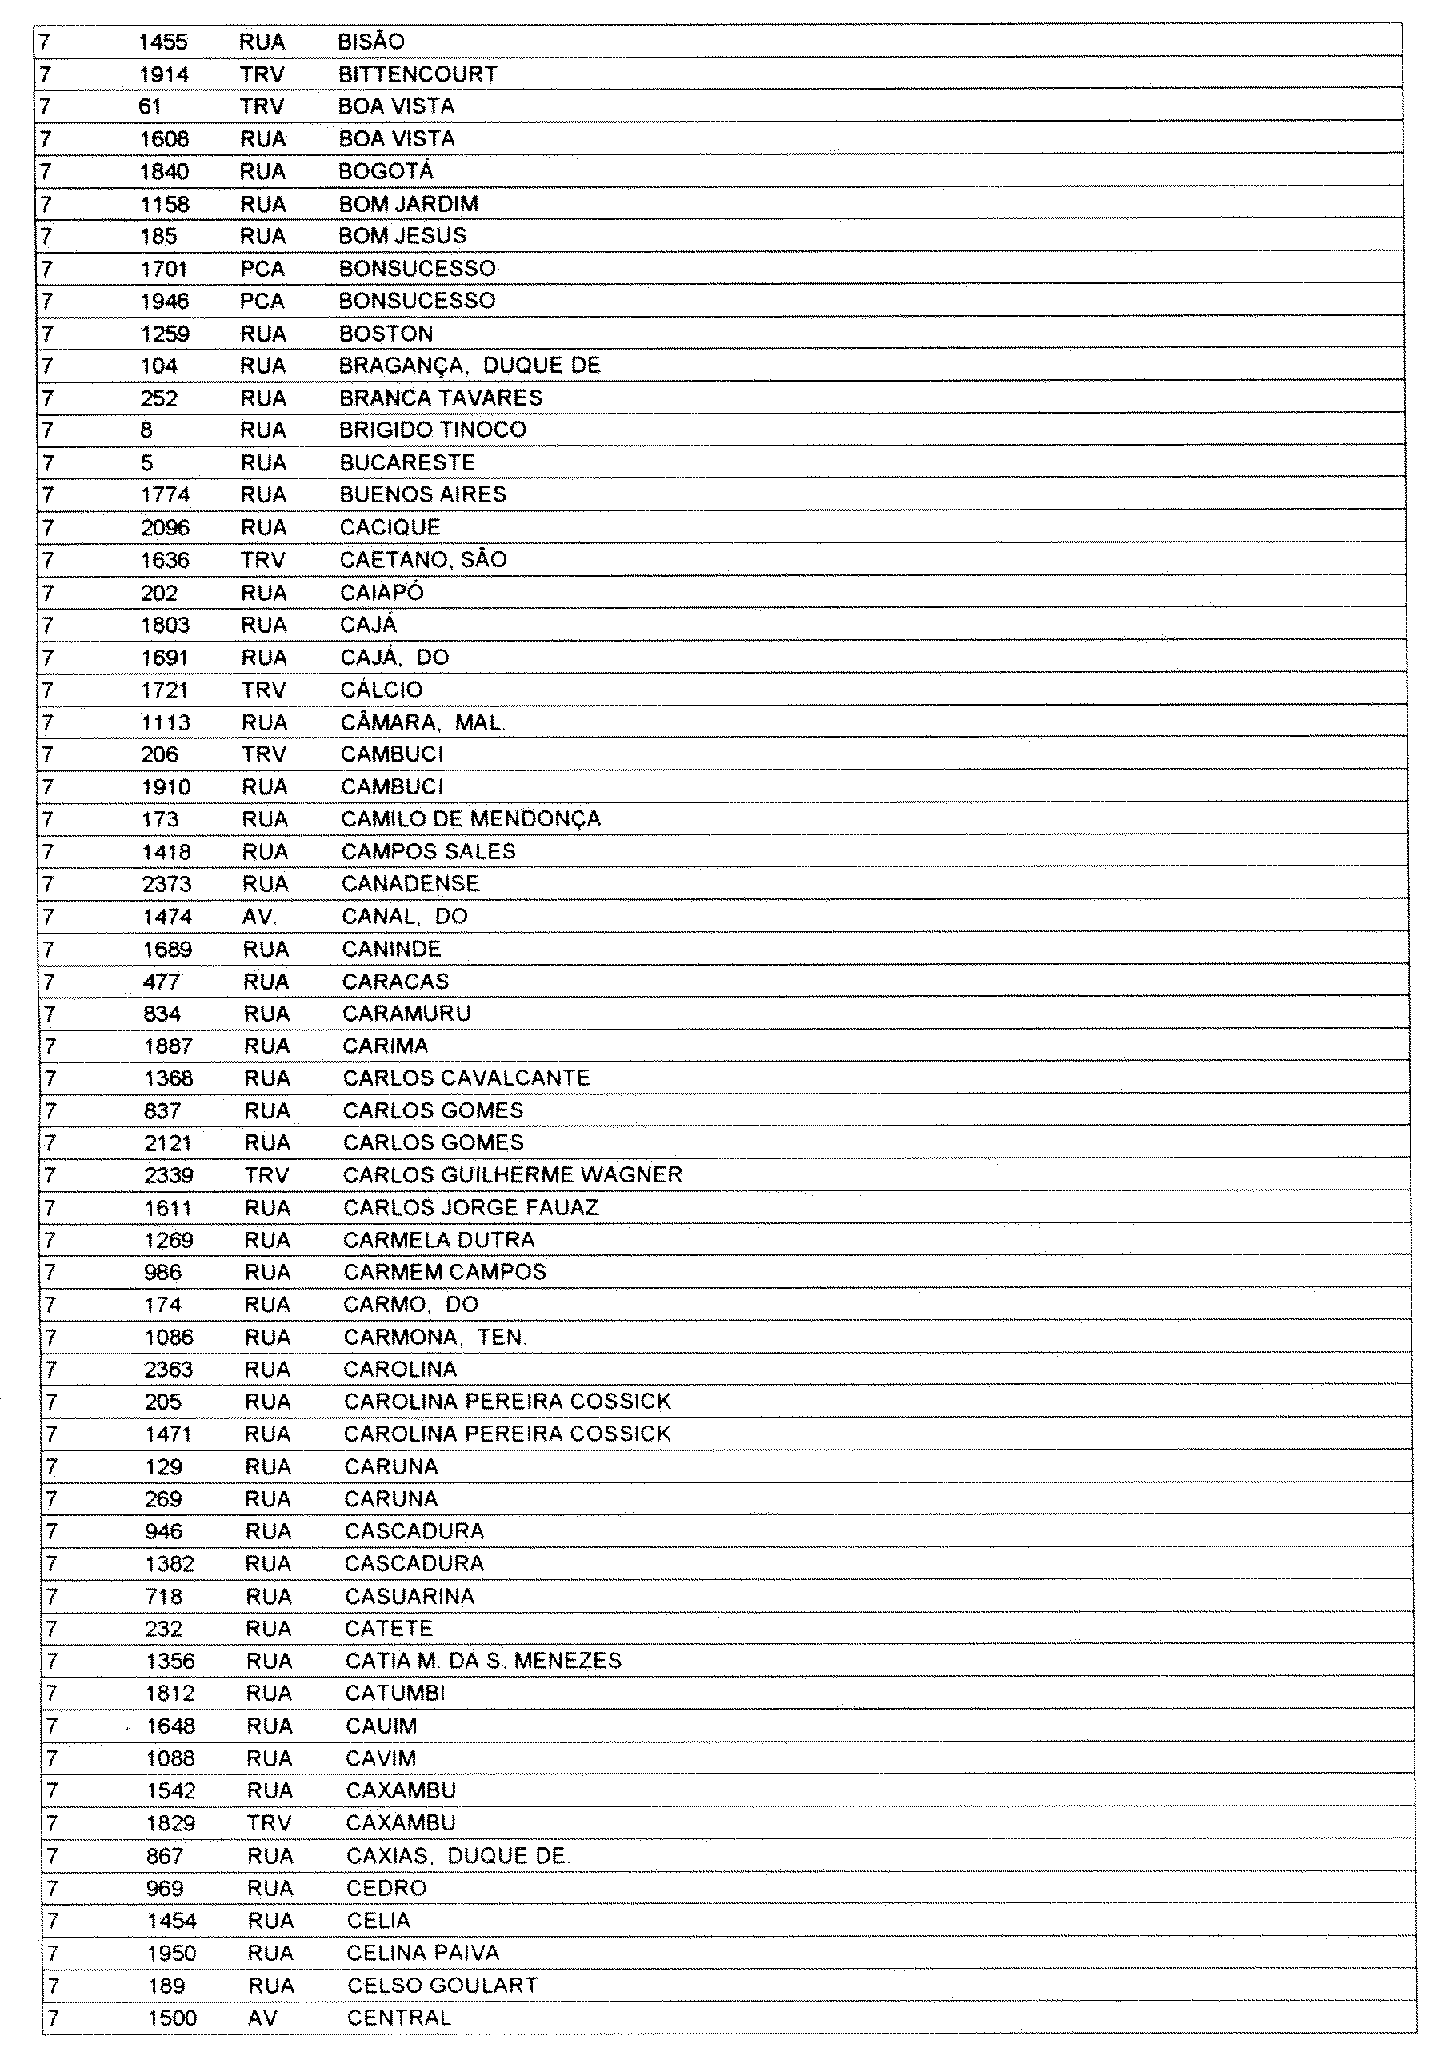 7 1455 RUA BISÃO
7 1914 TRV BITTENCOURT
7 61 TRV BOA VISTA
7 1608 RUA BOA VISTA
7 1840 RUA BOGOTÁ
7 1158 RUA BOM JARDIM
7 185 RUA BOM JESUS
7 1701 PCA BONSUCESSO
7 1946 PCA BONSUCESSO
7 1259 RUA BOSTON
7 104 RUA BRAGANÇA, DUQUE DE
7 252 RUA BRANCA TAVARES
7 8 RUA BRIGIDO TINOCO
7 5 RUA BUCARESTE
7 1774 RUA BUENOS AIRES
7 2096 RUA CACIQUE
7 1636 TRV CAETANO, SÃO
7 202 RUA CAIAPÓ
7 1803 RUA CAJÁ
7 1691 RUA CAJÁ, DO
7 1721 TRV CÁLCIO
7 1113 RUA CÂMARA, MAL.
7 206 TRV CAMBUCI
7 1910 RUA CAMBUCI
7 173 RUA CAMILO DE MENDONÇA
7 1418 RUA CAMPOS SALES
7 2373 RUA CANADENSE
7 1474 AV. CANAL, DO
7 1689 RUA CANINDE
7 477 RUA CARACAS
7 834 RUA CARAMURU
7 1887 RUA CARIMA
7 1368 RUA CARLOS CAVALCANTE
7 837 RUA CARLOS GOMES
7 2121 RUA CARLOS GOMES
7 2339 TRV CARLOS GUILHERME WAGNER
7 1611 RUA CARLOS JORGE FAUAZ
7 1269 RUA CARMELA DUTRA
7 986 RUA CARMEM CAMPOS
7 174 RUA CARMO, DO
7 1086 RUA CARMONA, TEN.
7 2363 RUA CAROLINA
7 205 RUA CAROLINA PEREIRA COSSICK
7 1471 RUA CAROLINA PEREIRA COSSICK
7 129 RUA CARUNA
7 269 RUA CARUNA
7 946 RUA CASCADURA
7 1382 RUA CASCADURA
7 718 RUA CASUARINA
7 232 RUA CATETE
7 1356 RUA CATIA M. DA S. MENEZES
7 1812 RUA CATUMBI
7 1648 RUA CAUIM
7 1088 RUA CAVIM
7 1542 RUA CAXAMBU
7 1829 TRV CAXAMBU
7 867 RUA CAXIAS, DUQUE DE.
7 969 RUA CEDRO
7 1454 RUA CELIA
7 1950 RUA CELINA PAIVA
7 189 RUA CELSO GOULART
7 1500 AV CENTRAL